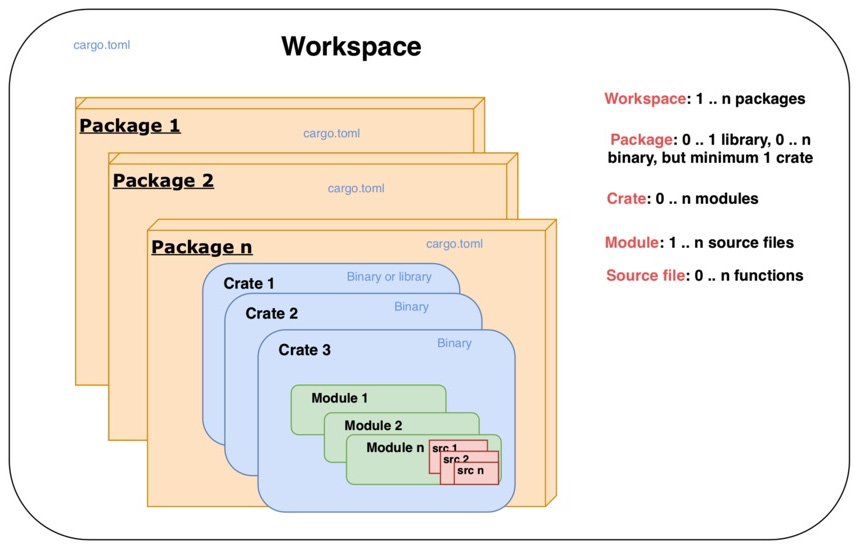 cargo.toml
Workspace
Package 1
cargo.toml
Package 2
cargo.toml
Package n
cargo.toml
Crate 1
Binary or library
Crate 2
Binary
Crate 3
Binary
Module 1
Module 2
Module n
src 1
src 2
src n
Workspace: 1 .. n packages
Package: 0 .. 1 library, 0 .. n
binary, but minimum 1 crate
Crate: 0 .. n modules
Module: 1 .. n source files
Source file: 0 .. n functions